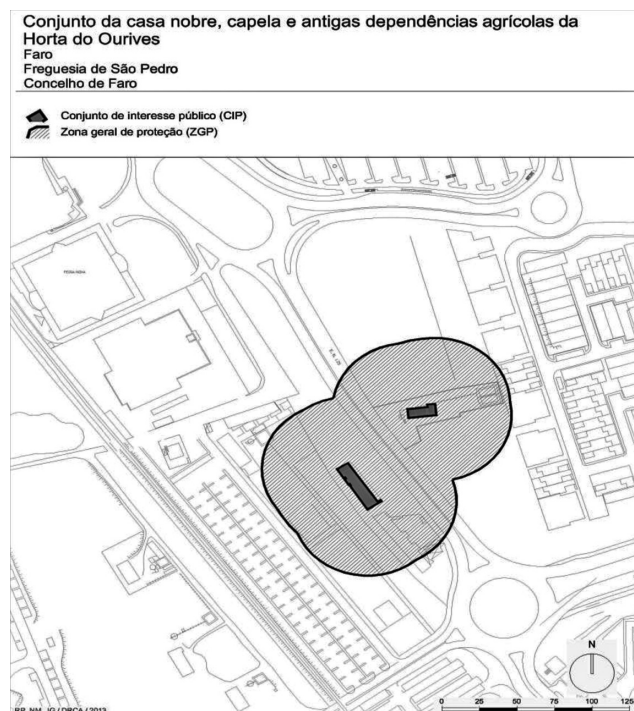 Conjunto da casa nobre, capela e antigas dependências agrícolas da
Horta do Ourives
Faro
Freguesia de São Pedro
Concelho de Faro
Conjunto de interesse público (CIP)
Zona geral de proteção (ZGP)
N
0 25 50 75 100 125